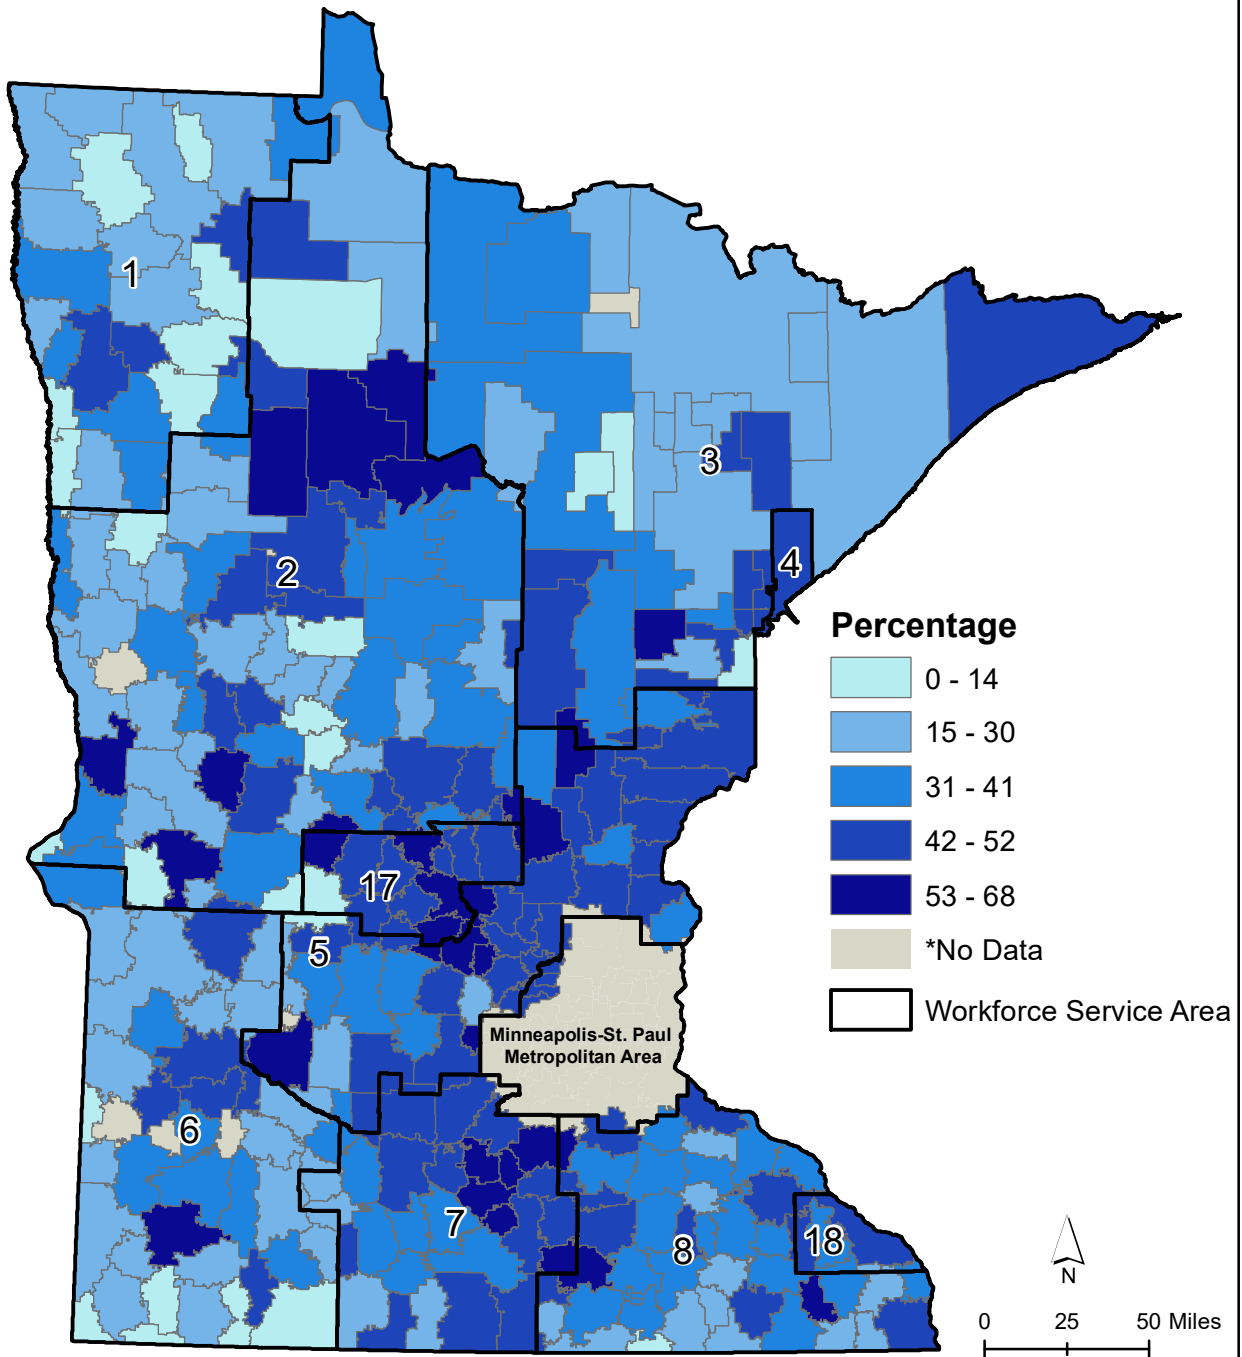 1
3
4
2
Percentage
0 - 14
15 - 30
31 - 41
42 - 52
53 - 68
*No Data
Workforce Service Area
17
5
Minneapolis-St. Paul
Metropolitan Area
6
7
8
18
N
0 25 50 Miles